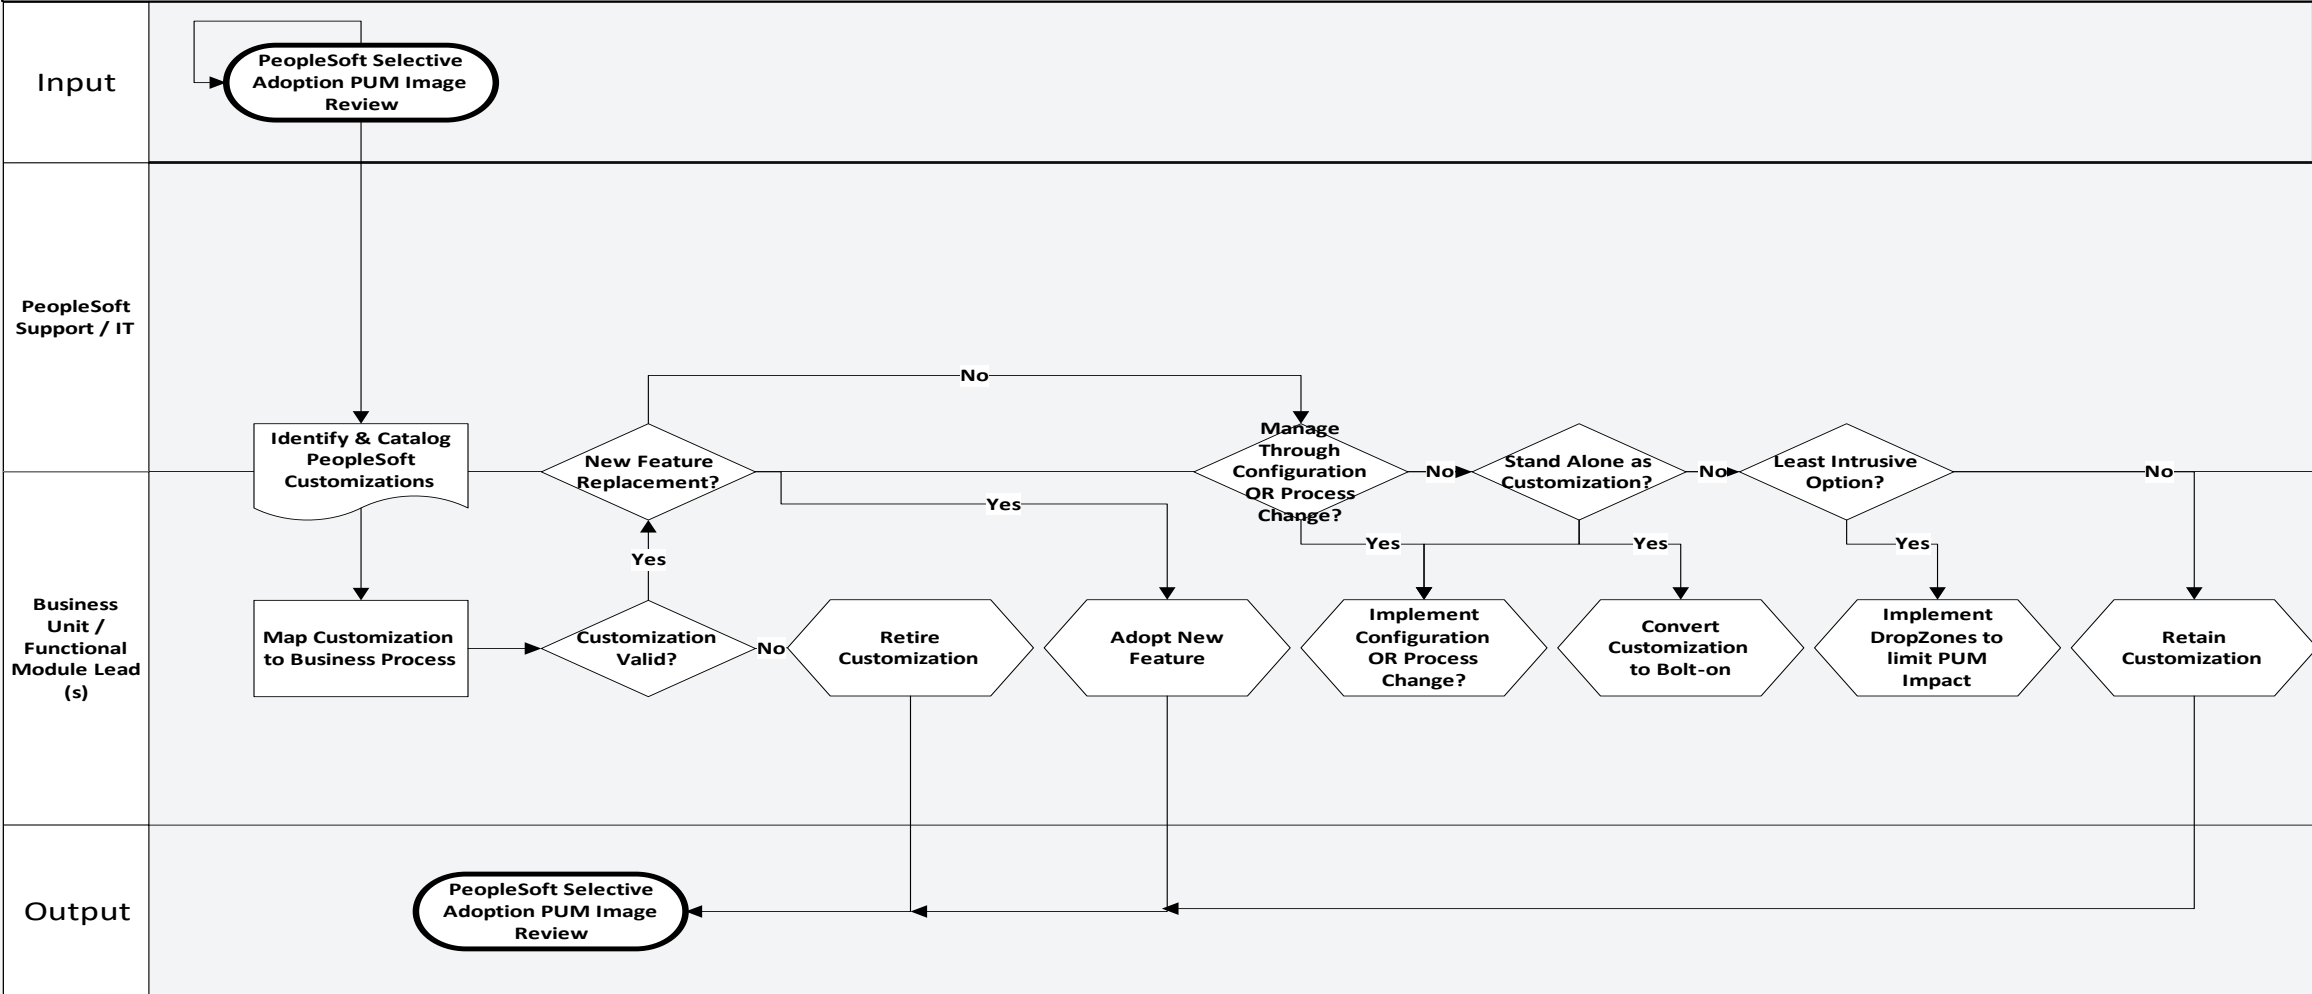 Input
PeopleSoft Selective
Adoption PUM Image
Review
PeopleSoft
Support / IT
No
Identify & Catalog
PeopleSoft
Customizations
New Feature
Replacement?
Manage
Through
Configuration
OR Process
Change?
No
Stand Alone as
Customization?
No
Least Intrusive
Option?
No
Yes
Yes
Yes
Yes
Yes
Business
Unit /
Functional
Module Lead
(s)
Map Customization
to Business Process
Customization
Valid?
No
Retire
Customization
Adopt New
Feature
Implement
Configuration
OR Process
Change?
Convert
Customization
to Bolt-on
Implement
DropZones to
limit PUM
Impact
Retain
Customization
Output
PeopleSoft Selective
Adoption PUM Image
Review